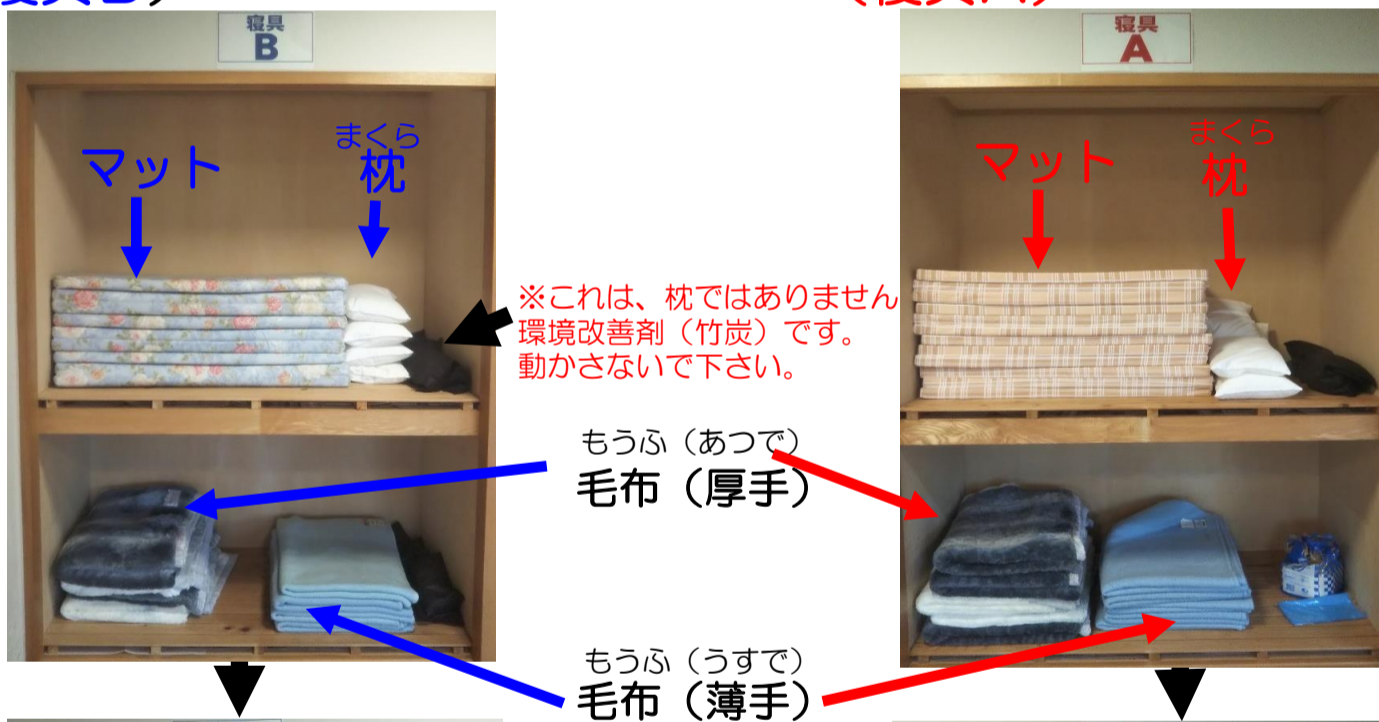 寝具
B
寝具
A
まくら
マット
枕
まくら
マット
枕
※これは、枕ではありません
環境改善剤（竹炭）です。
動かさないで下さい。
もうふ（あつで）
毛布（厚手）
もうふ（うすで）
毛布（薄手）